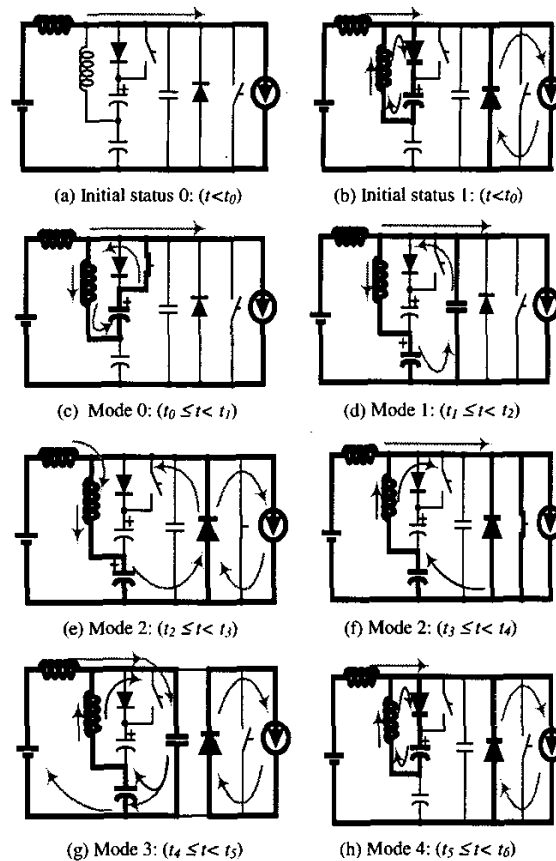 (a) Initial status 0: (t<t0)
(b) Initial status 1: (t<t0)
(c) Mode 0: (t0 ≤t< t1)
(d) Mode 1: (t1 ≤t< t2)
(e) Mode 2: (t2 ≤t< t3)
(f) Mode 2: (t3 ≤t< t4)
(g) Mode 3: (t4 ≤t< t5)
(h) Mode 4: (t5 ≤t< t6)